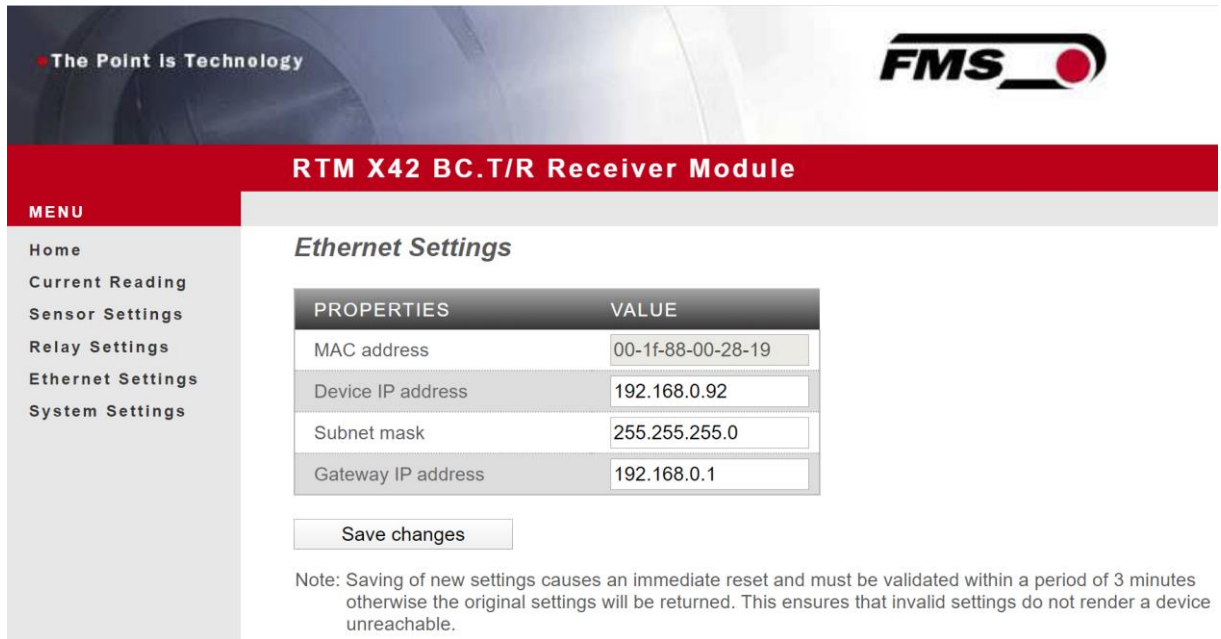 The Point is Technology
FMS
RTM X42 BC.T/R Receiver Module
MENU
Home
Current Reading
Sensor Settings
Relay Settings
Ethernet Settings
System Settings
Ethernet Settings
PROPERTIES VALUE
MAC address 00-1f-88-00-28-19
Device IP address 192.168.0.92
Subnet mask 255.255.255.0
Gateway IP address 192.168.0.1
Save changes
Note: Saving of new settings causes an immediate reset and must be validated within a period of 3 minutes
otherwise the original settings will be returned. This ensures that invalid settings do not render a device
unreachable.